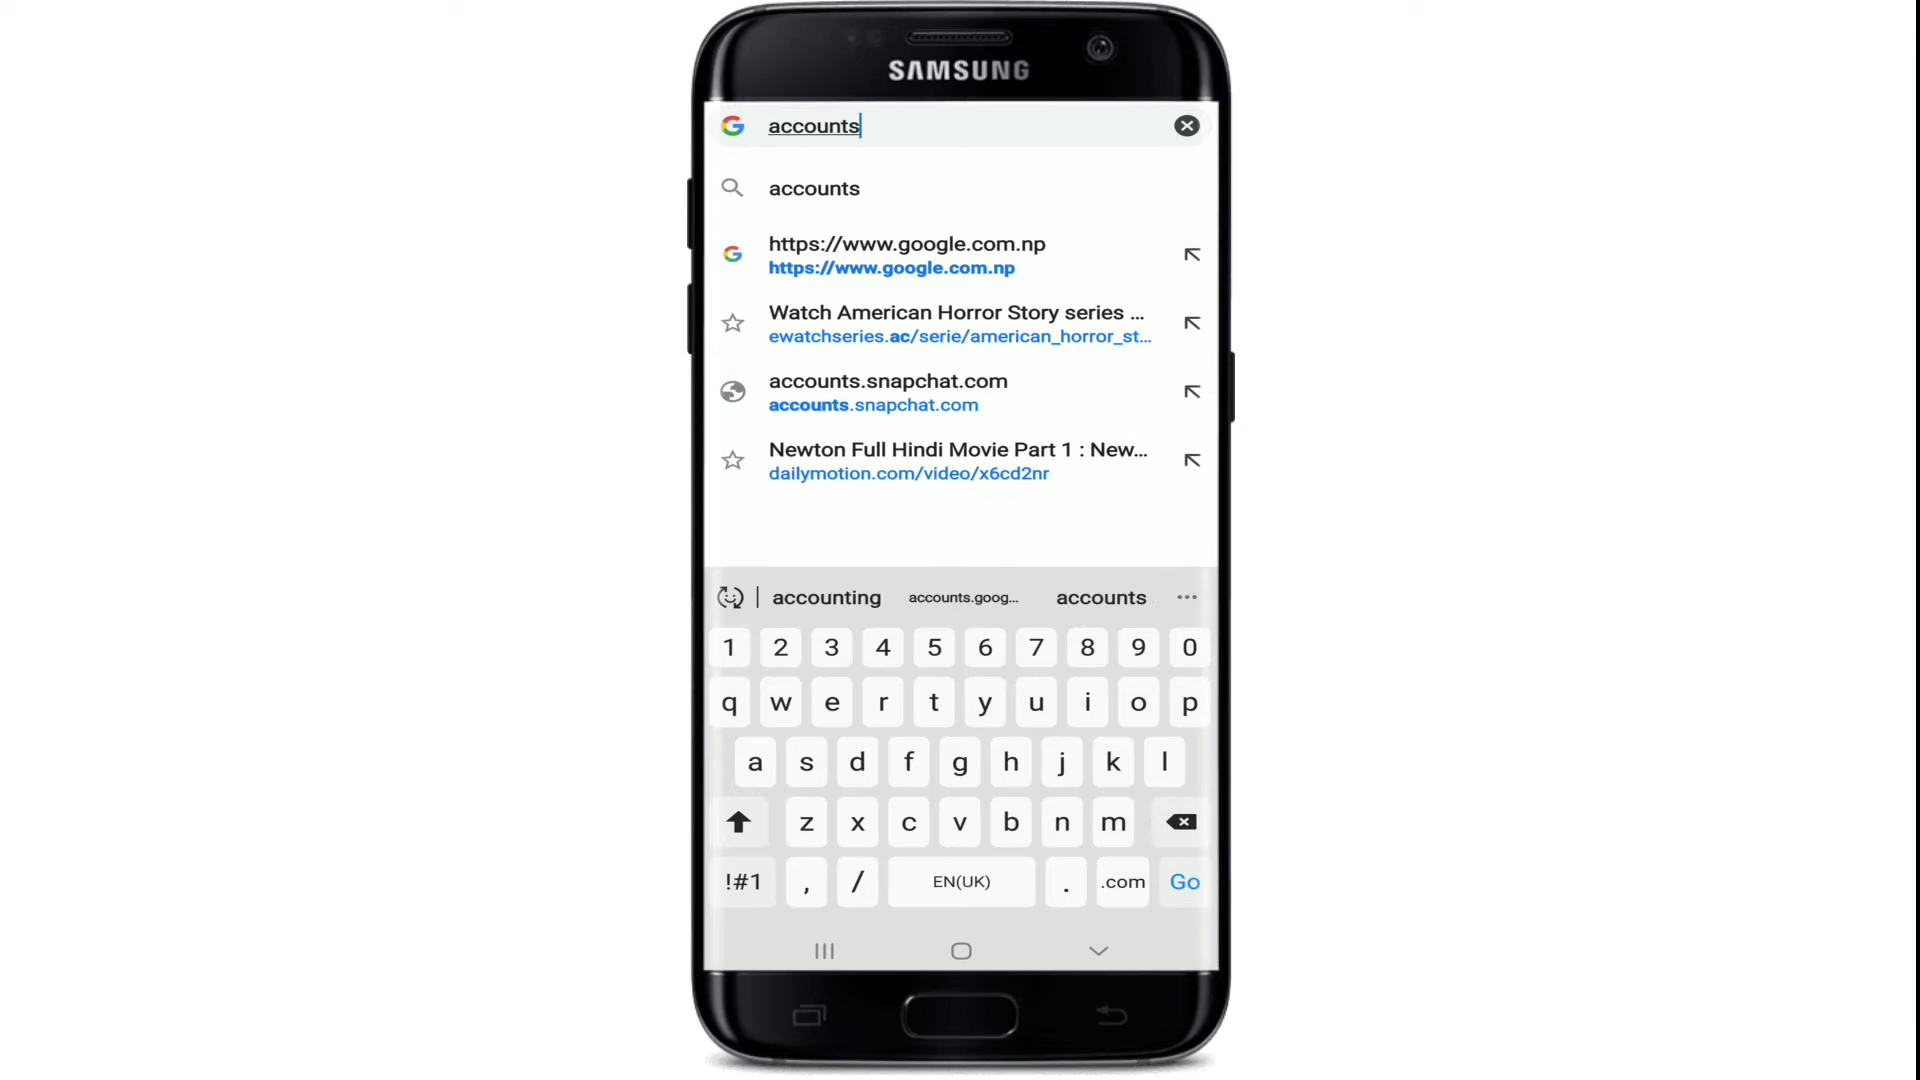 SAMSUNG
accounts
accounts
https://www.google.com.np
https://www.google.com.np
Watch American Horror Story series ...
ewatchseries.ac/serie/american_horror_st...
accounts.snapchat.com
accounts.snapchat.com
Newton Full Hindi Movie Part 1 : New...
dailymotion.com/video/x6cd2nr
accounting accounts.goog... accounts ...
1 2 3 4 5 6 7 8 9 0
q w e r t y u i o p
a s d f g h j k l
z x c v b n m
!#1 , / EN(UK) . .com Go